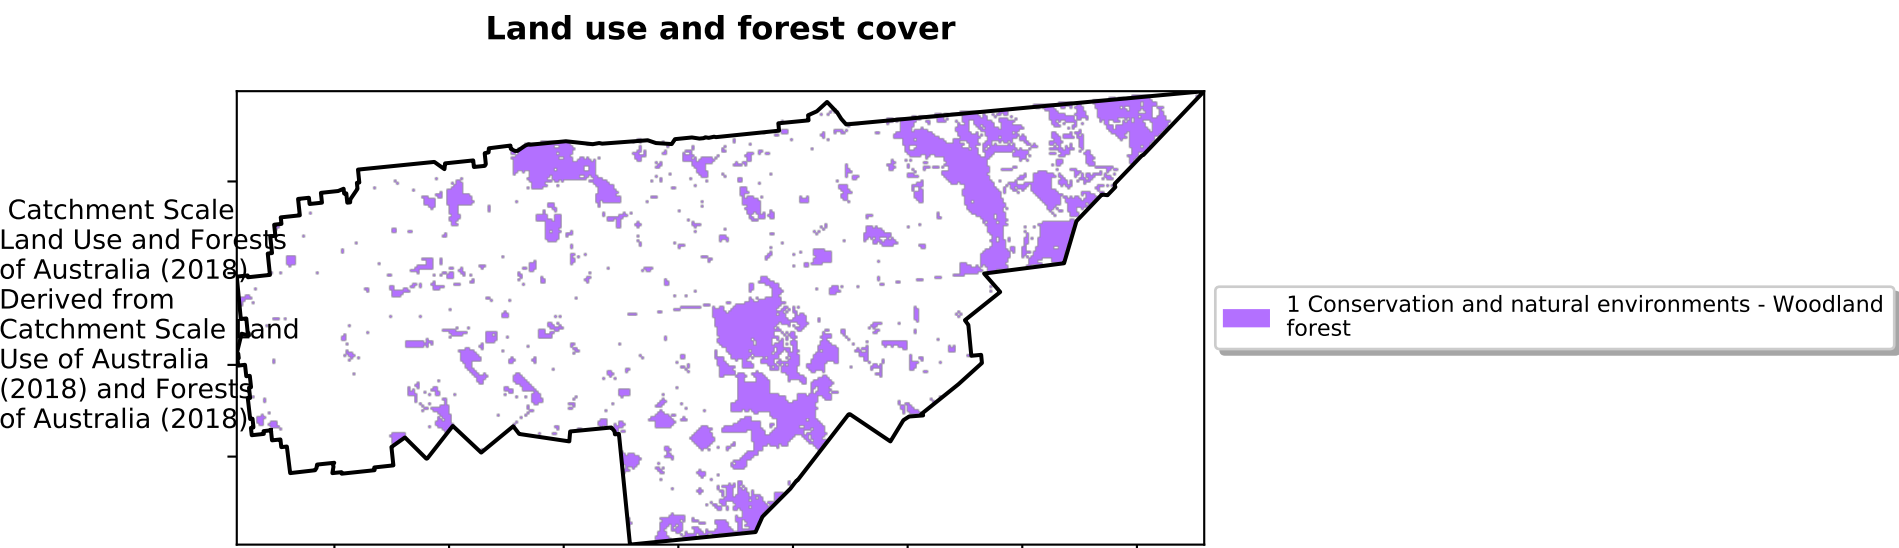 Land use and forest cover
Catchment Scale
Land Use and Forests
of Australia (2018)
Derived from
Catchment Scale Land
Use of Australia
(2018) and Forests
of Australia (2018)
1 Conservation and natural environments - Woodland
forest